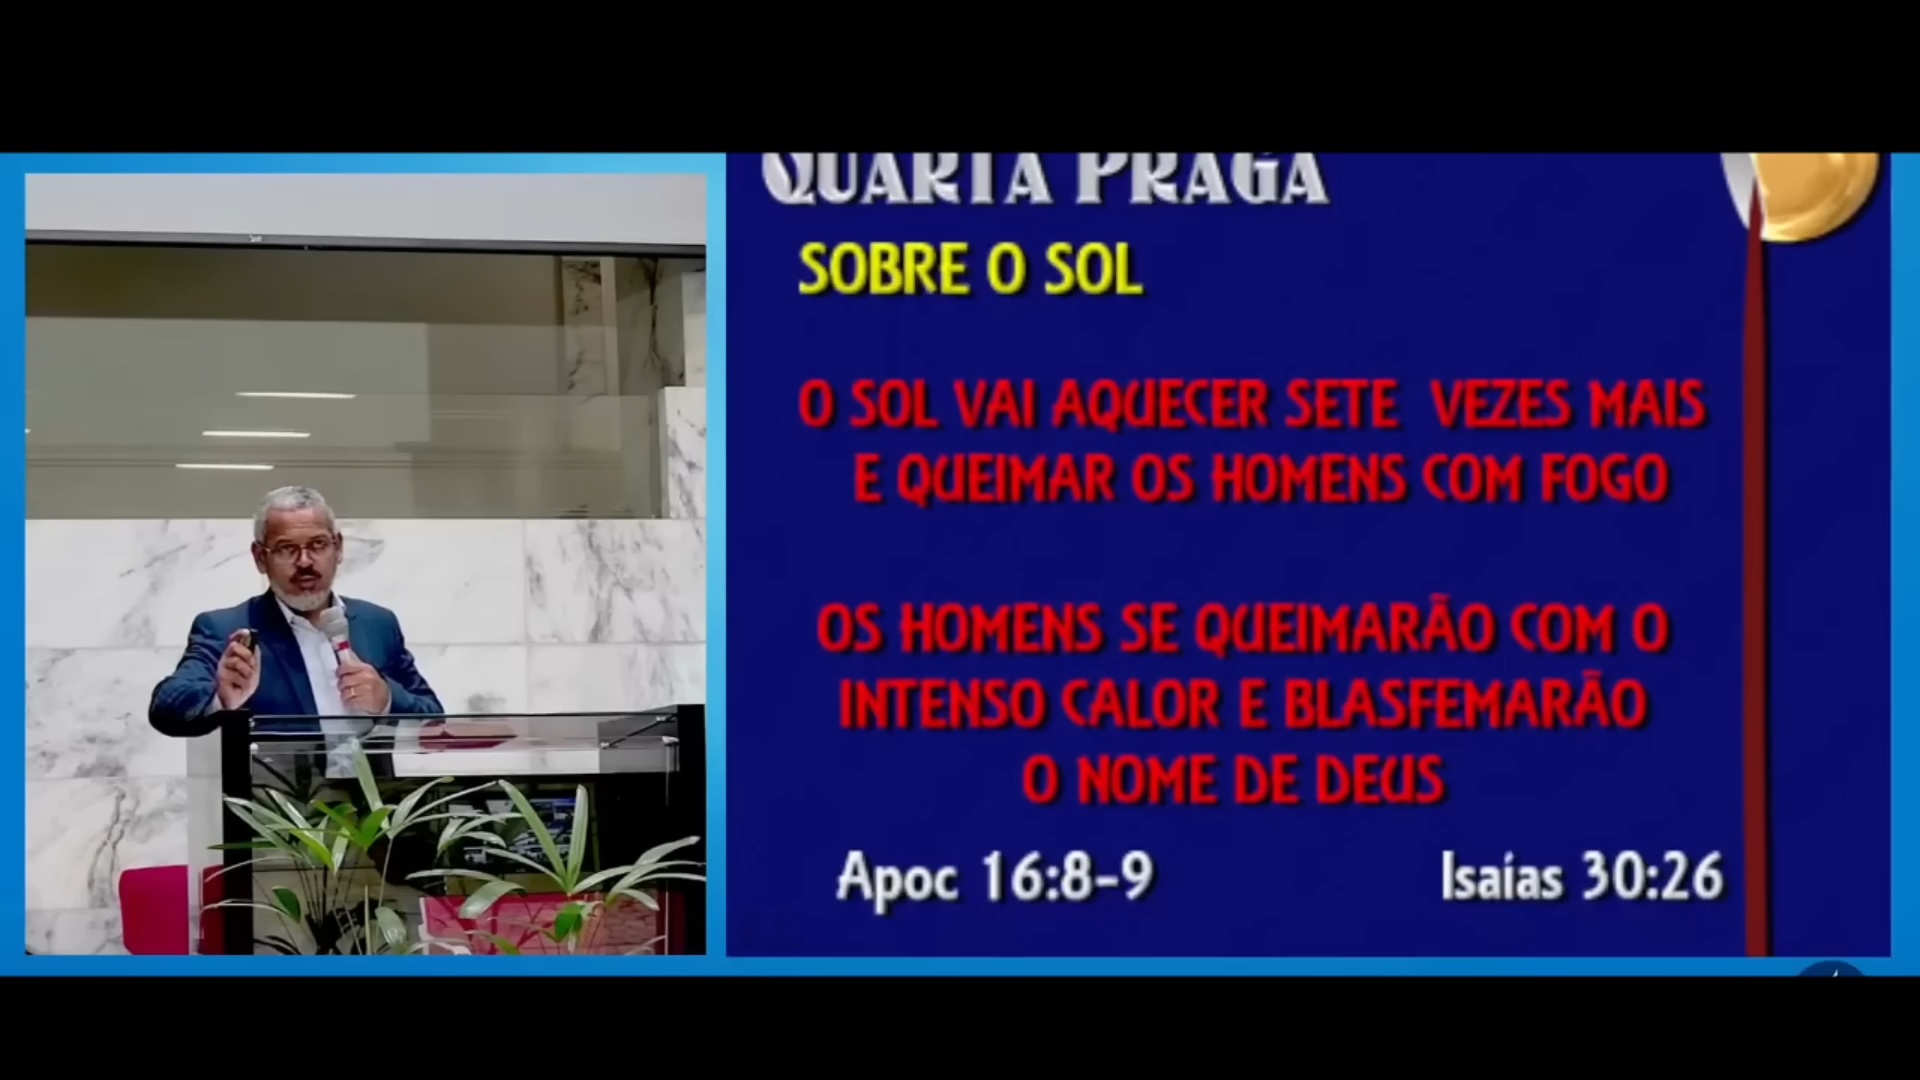 QUARTA PRAGA
SOBRE O SOL
O SOL VAI AQUECER SETE VEZES MAIS
E QUEIMAR OS HOMENS COM FOGO
OS HOMENS SE QUEIMARÃO COM O
INTENSO CALOR E BLASFEMARÃO
O NOME DE DEUS
Apoc 16:8-9 Isaías 30:26